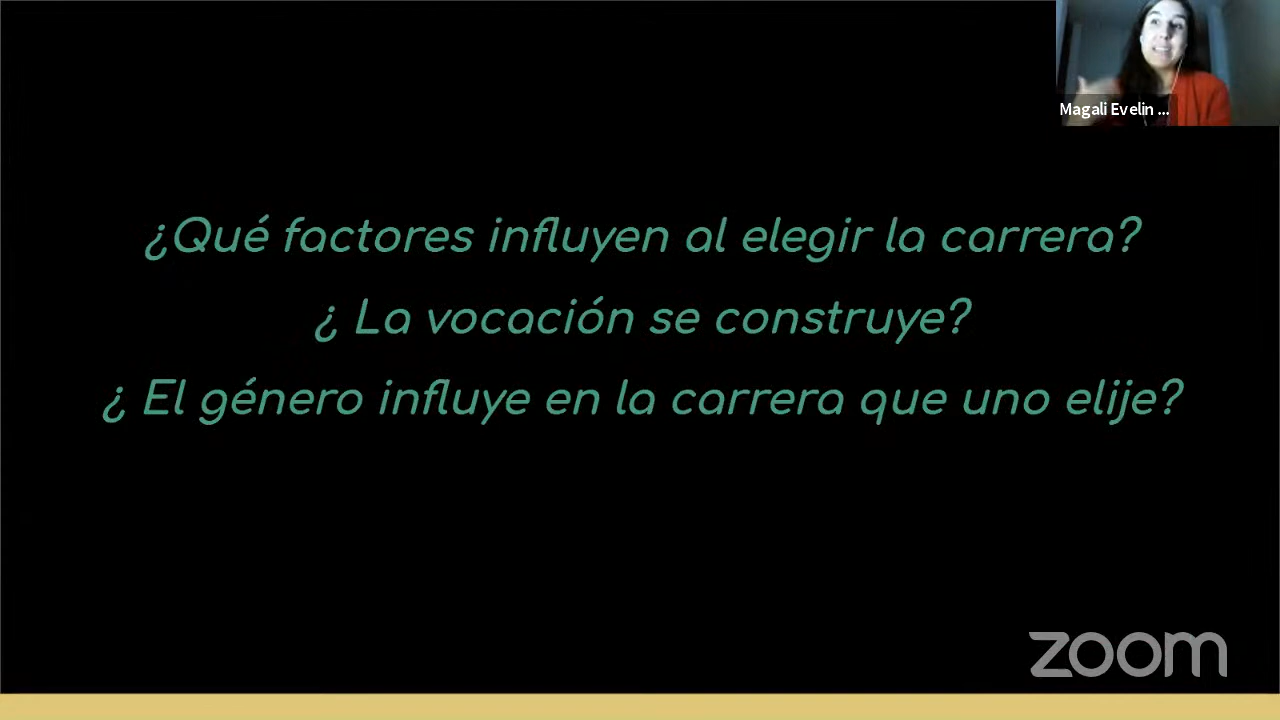 Magali Evelin ...
¿Qué factores influyen al elegir la carrera?
¿ La vocación se construye?
¿ El género influye en la carrera que uno elije?
zoom